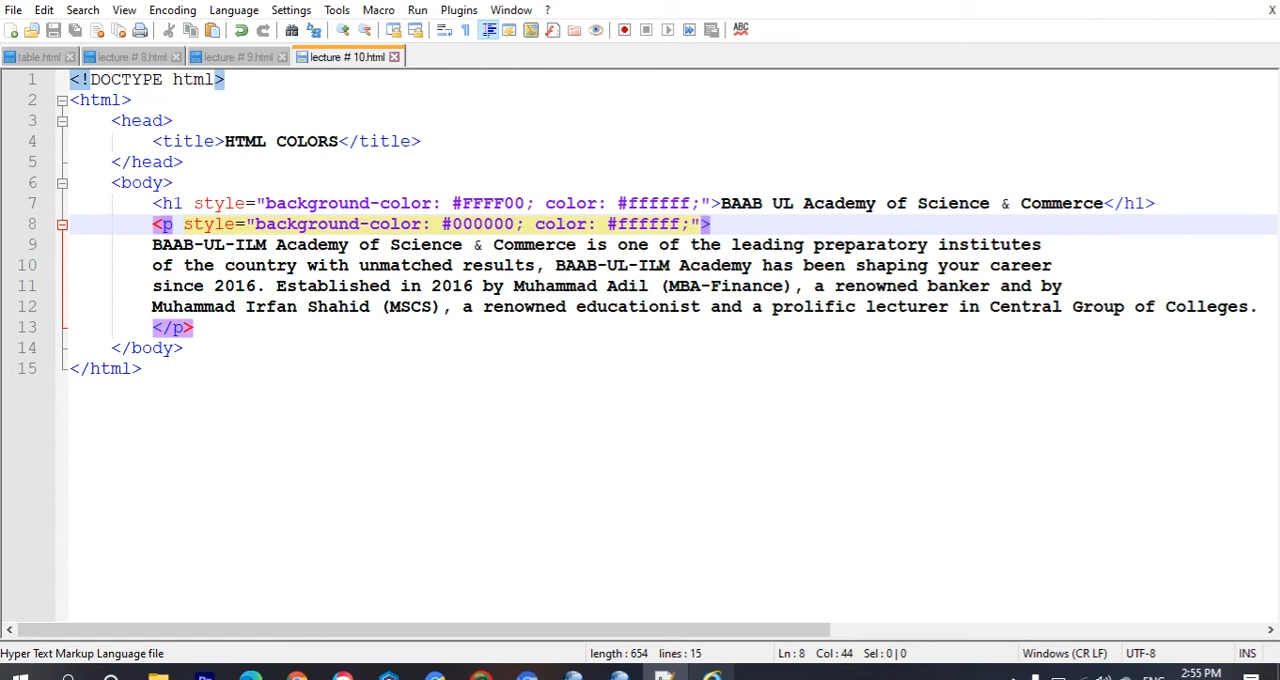 File Edit Search View Encoding Language Settings Tools Macro Run Plugins Window ? X
table.html lecture # 8.html lecture # 9.html lecture # 10.html
1 <!DOCTYPE html>
2 <html>
3 <head>
4 <title>HTML COLORS</title>
5 </head>
6 <body>
7 <h1 style="background-color: #FFFF00; color: #ffffff;">BAAB UL Academy of Science & Commerce</h1>
8 <p style="background-color: #000000; color: #ffffff;">
9 BAAB-UL-ILM Academy of Science & Commerce is one of the leading preparatory institutes
10 of the country with unmatched results, BAAB-UL-ILM Academy has been shaping your career
11 since 2016. Established in 2016 by Muhammad Adil (MBA-Finance), a renowned banker and by
12 Muhammad Irfan Shahid (MSCS), a renowned educationist and a prolific lecturer in Central Group of Colleges.
13 </p>
14 </body>
15 </html>
Hyper Text Markup Language file length : 654 lines : 15 Ln : 8 Col : 44 Sel : 0 | 0 Windows (CR LF) UTF-8 INS
ENG 2:55 PM